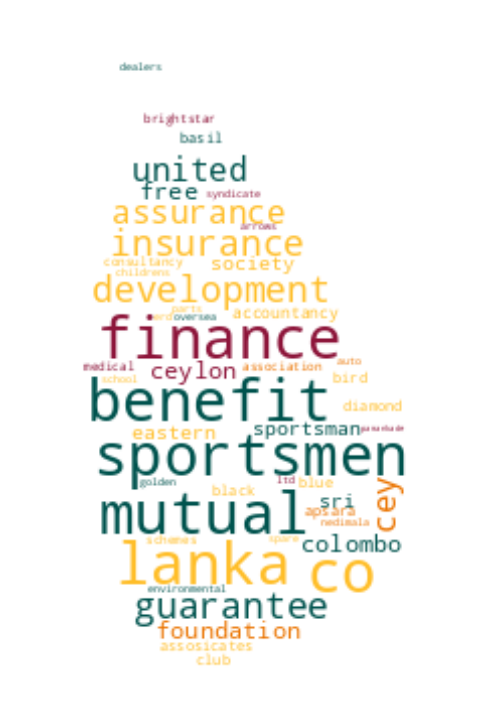 dealers
brightstar
basil
united
free syndicate
assurance
arrows
insurance
consultancy society
childrens
development
parts
accountancy
oversea
finance
auto
medical ceylon association
school bird
benefit
diamond
sportsman
eastern
sportsmen
golden ltd blue
black
cey
mutual sri
apsara
nedimala
schemes spare colombo
lanka co
environmental
guarantee
foundation
assosicates
club